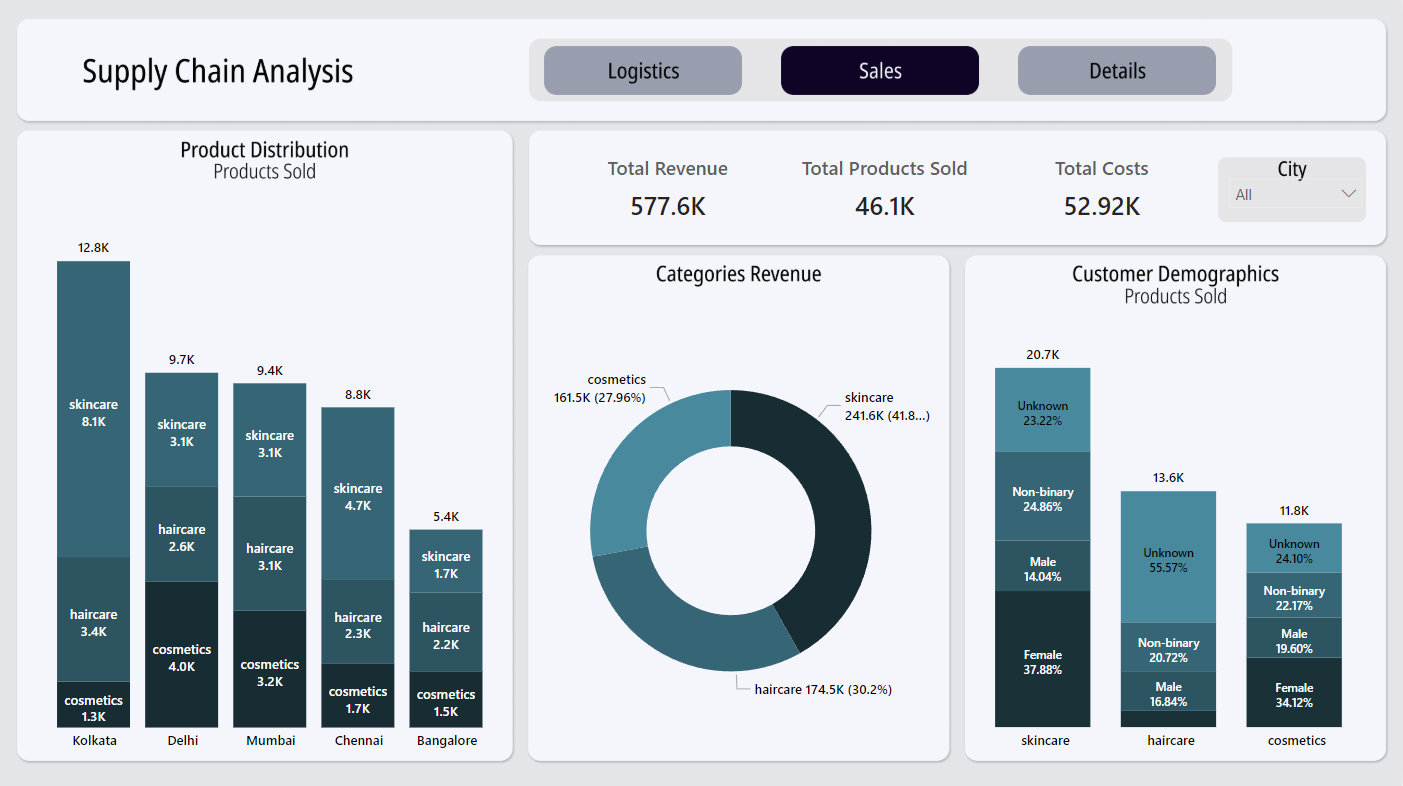 Supply Chain Analysis
Logistics
Sales
Details
Product Distribution
Products Sold
12.8K
skincare
8.1K
haircare
3.4K
cosmetics
1.3K
Kolkata
9.7K
skincare
3.1K
haircare
2.6K
cosmetics
4.0K
Delhi
9.4K
skincare
3.1K
haircare
3.1K
cosmetics
3.2K
Mumbai
8.8K
skincare
4.7K
haircare
2.3K
cosmetics
1.7K
Chennai
5.4K
skincare
1.7K
haircare
2.2K
cosmetics
1.5K
Bangalore
Total Revenue
577.6K
Total Products Sold
46.1K
Total Costs
52.92K
City
All
Categories Revenue
cosmetics
161.5K (27.96%)
skincare
241.6K (41.8...)
haircare 174.5K (30.2%)
Customer Demographics
Products Sold
20.7K
Unknown
23.22%
Non-binary
24.86%
Male
14.04%
Female
37.88%
skincare
13.6K
Unknown
55.57%
Non-binary
20.72%
Male
16.84%
haircare
11.8K
Unknown
24.10%
Non-binary
22.17%
Male
19.60%
Female
34.12%
cosmetics